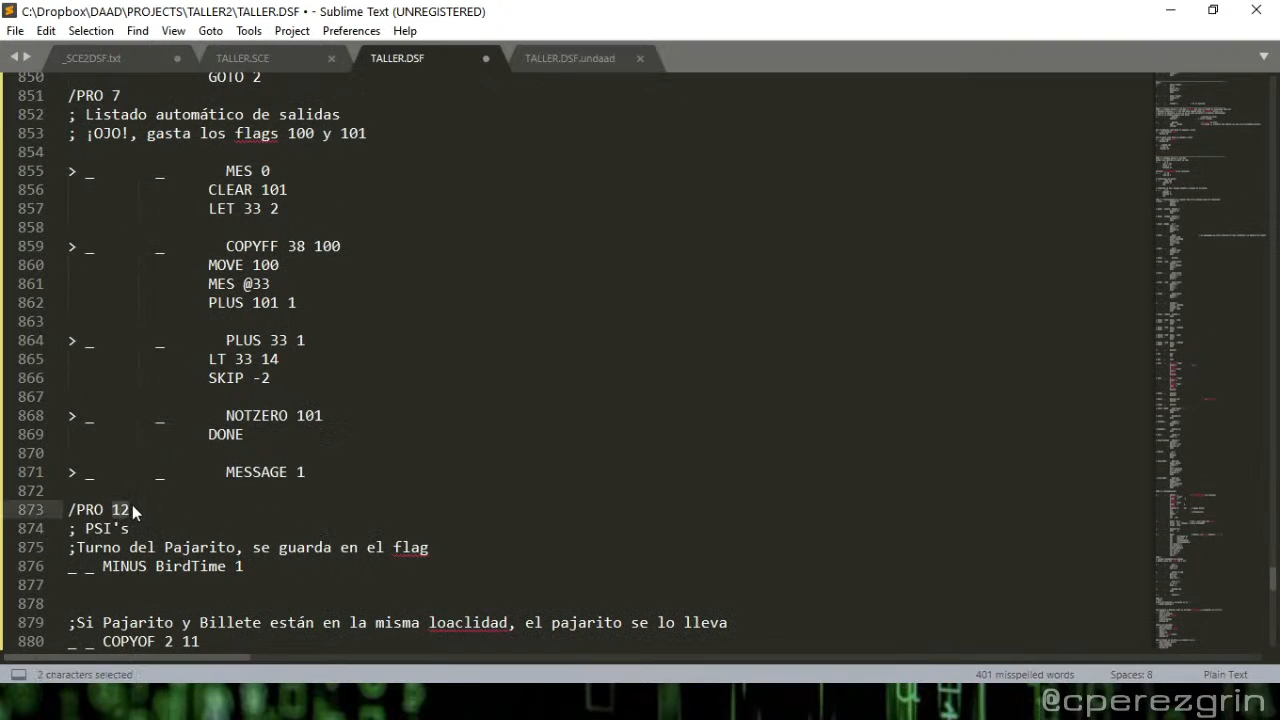 C:\Dropbox\DAAD\PROJECTS\TALLER2\TALLER.DSF • - Sublime Text (UNREGISTERED)
File Edit Selection Find View Goto Tools Project Preferences Help
_SCE2DSF.txt TALLER.SCE TALLER.DSF TALLER.DSF.undaad
850 GOTO 2
851 /PRO 7
852 ; Listado automático de salidas
853 ; ¡OJO!, gasta los flags 100 y 101
854
855 > _ _ MES 0
856 CLEAR 101
857 LET 33 2
858
859 > _ _ COPYFF 38 100
860 MOVE 100
861 MES @33
862 PLUS 101 1
863
864 > _ _ PLUS 33 1
865 LT 33 14
866 SKIP -2
867
868 > _ _ NOTZERO 101
869 DONE
870
871 > _ _ MESSAGE 1
872
873 /PRO 12
874 ; PSI's
875 ;Turno del Pajarito, se guarda en el flag
876 _ _ MINUS BirdTime 1
877
878
879 ;Si Pajarito y Billete están en la misma localidad, el pajarito se lo lleva
880 _ _ COPYOF 2 11
2 characters selected 401 misspelled words Spaces: 8 Plain Text
@cperezgrin